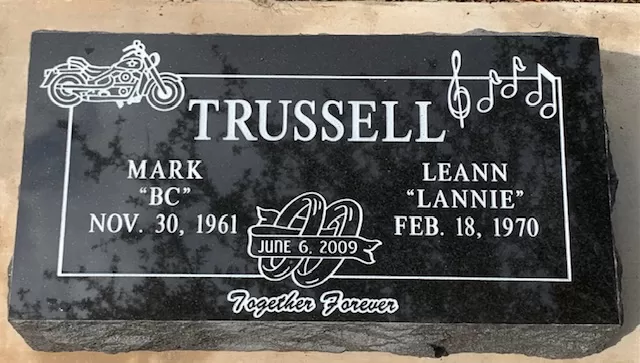 TRUSSELL
MARK
"BC"
NOV. 30, 1961
LEANN
"LANNIE"
FEB. 18, 1970
JUNE 6, 2009
Together Forever